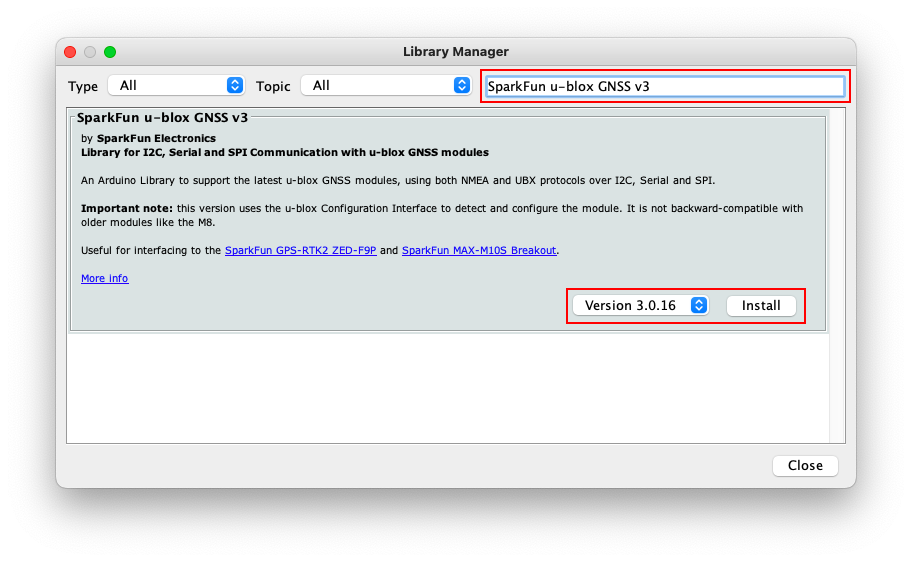 Library Manager
Type All Topic All SparkFun u-blox GNSS v3
SparkFun u-blox GNSS v3
by SparkFun Electronics
Library for I2C, Serial and SPI Communication with u-blox GNSS modules
An Arduino Library to support the latest u-blox GNSS modules, using both NMEA and UBX protocols over I2C, Serial and SPI.
Important note: this version uses the u-blox Configuration Interface to detect and configure the module. It is not backward-compatible with
older modules like the M8.
Useful for interfacing to the SparkFun GPS-RTK2 ZED-F9P and SparkFun MAX-M10S Breakout.
More info
Version 3.0.16 Install
Close